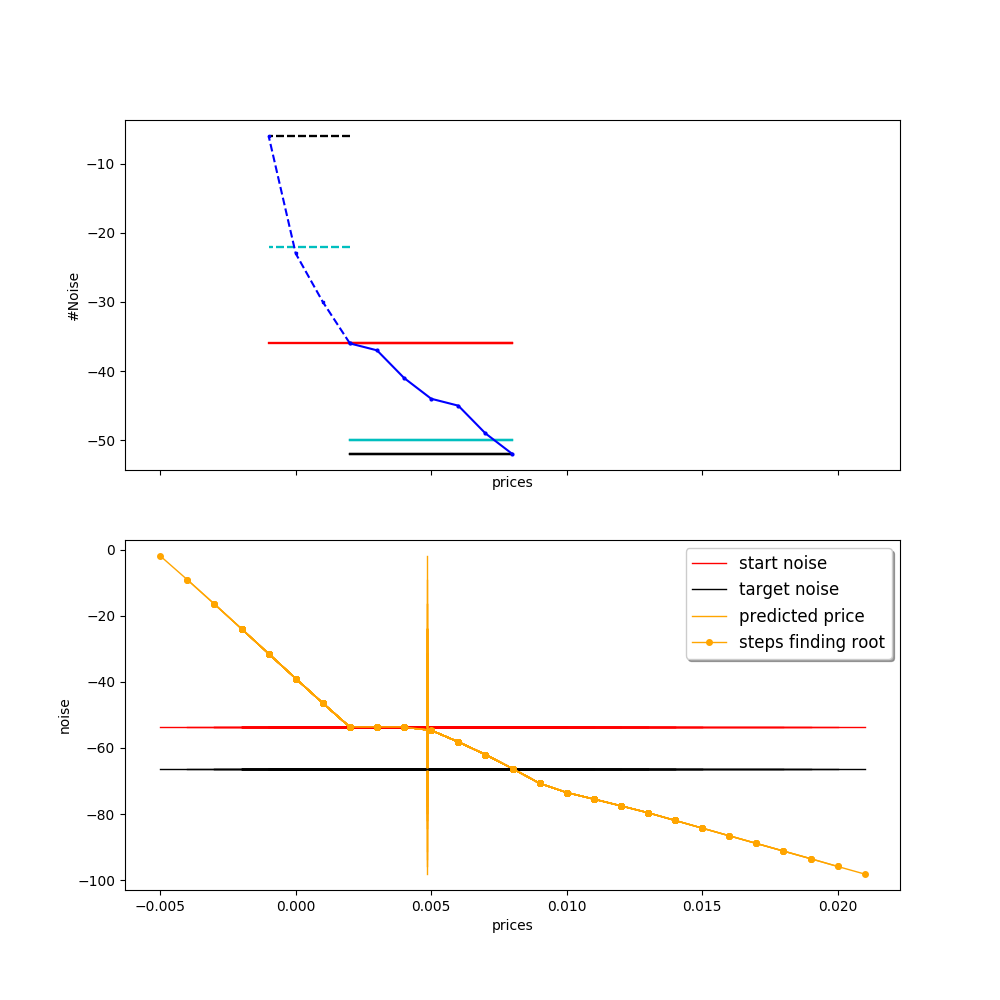 −10
−20
−30
−40
−50
#Noise
prices
0
−20
−40
−60
−80
−100
noise
start noise
target noise
predicted price
steps finding root
−0.005 0.000 0.005 0.010 0.015 0.020
prices